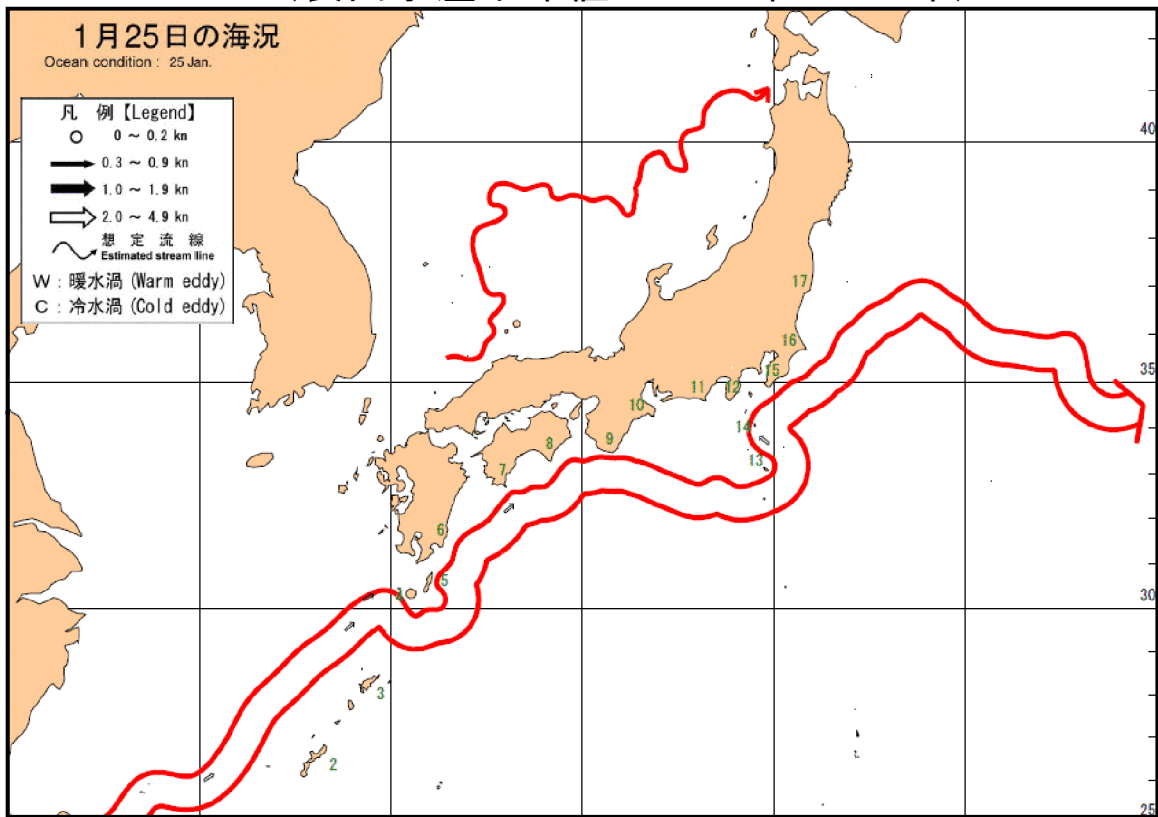 1月25日の海況
Ocean condition : 25 Jan.
凡 例【Legend】
0 ～ 0.2 kn
0.3 ～ 0.9 kn
1.0 ～ 1.9 kn
2.0 ～ 4.9 kn
想 定 流 線
Estimated stream line
W : 暖水渦 (Warm eddy)
C : 冷水渦 (Cold eddy)
40
17
16
35
15
12
11
10
14
9
8
13
7
6
5
30
3
2
25